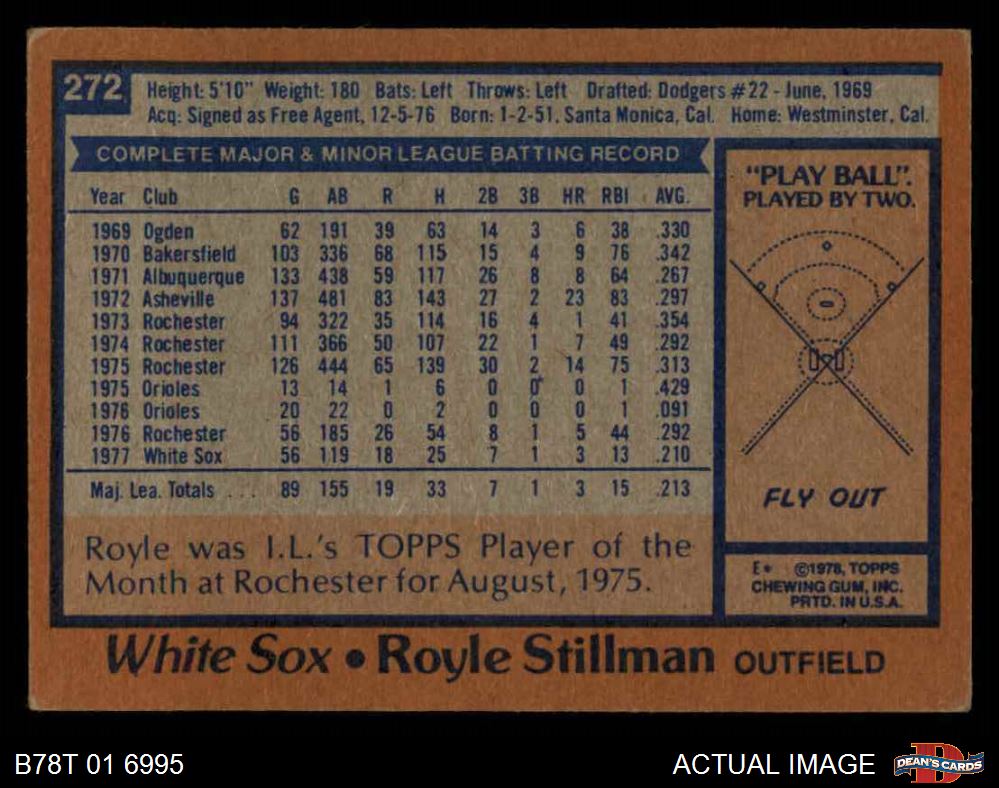 272
Height: 5'10" Weight: 180 Bats: Left Throws: Left Drafted: Dodgers #22 - June, 1969
Acq: Signed as Free Agent, 12-5-76 Born: 1-2-51, Santa Monica, Cal. Home: Westminster, Cal.
COMPLETE MAJOR & MINOR LEAGUE BATTING RECORD
Year Club G AB R H 2B 3B HR RBI AVG.
1969 Ogden 62 191 39 63 14 3 6 38 .330
1970 Bakersfield 103 336 68 115 15 4 9 76 .342
1971 Albuquerque 133 438 59 117 26 8 8 64 .267
1972 Asheville 137 481 83 143 27 2 23 83 .297
1973 Rochester 94 322 35 114 16 4 1 41 .354
1974 Rochester 111 366 50 107 22 1 7 49 .292
1975 Rochester 126 444 65 139 30 2 14 75 .313
1975 Orioles 13 14 1 6 0 0 0 1 .429
1976 Orioles 20 22 0 2 0 0 0 1 .091
1976 Rochester 56 185 26 54 8 1 5 44 .292
1977 White Sox 56 119 18 25 7 1 3 13 .210
Maj. Lea. Totals ... 89 155 19 33 7 1 3 15 .213
Royle was I.L.'s TOPPS Player of the
Month at Rochester for August, 1975.
"PLAY BALL".
PLAYED BY TWO.
FLY OUT
E* ©1978, TOPPS
CHEWING GUM, INC.
PRTD. IN U.S.A.
White Sox • Royle Stillman OUTFIELD
B78T 01 6995
ACTUAL IMAGE
DEAN'S CARDS